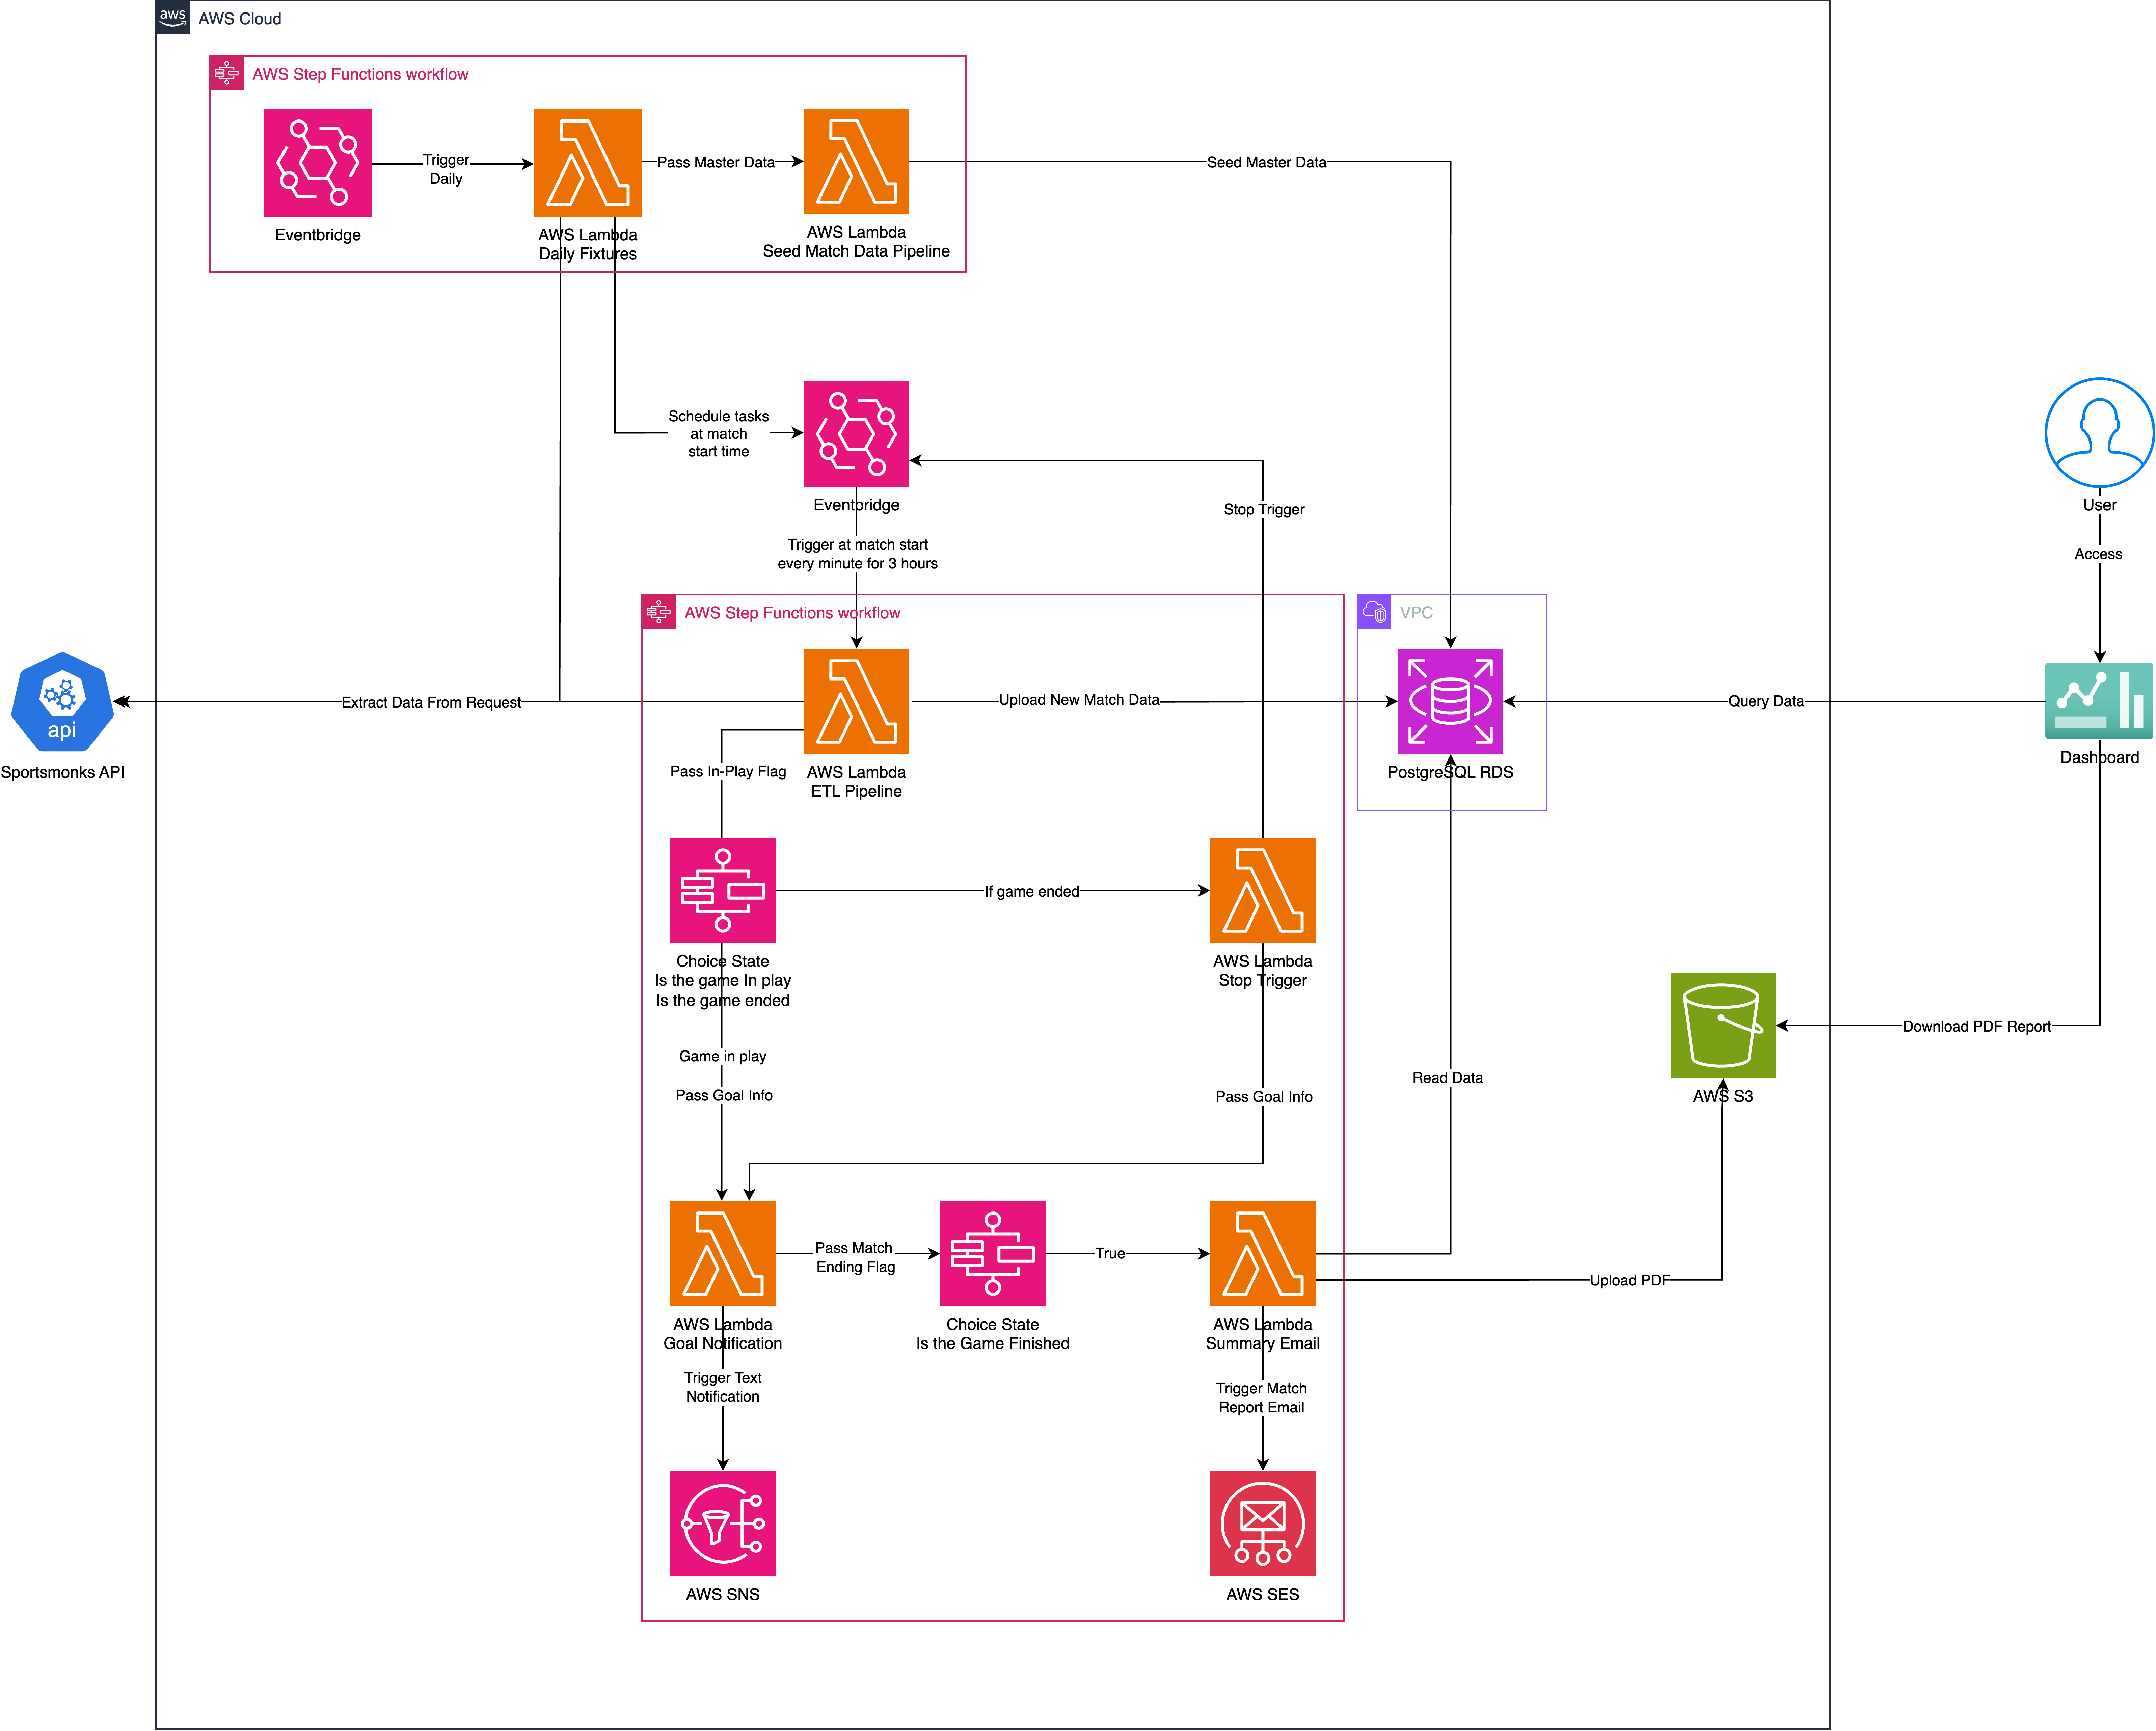 aws
AWS Cloud
AWS Step Functions workflow
Trigger
Daily
Pass Master Data
Seed Master Data
Eventbridge
AWS Lambda
Daily Fixtures
AWS Lambda
Seed Match Data Pipeline
Schedule tasks
at match
start time
Eventbridge
Stop Trigger
User
Trigger at match start
every minute for 3 hours
Access
AWS Step Functions workflow
VPC
api
Extract Data From Request
Upload New Match Data
Query Data
Sportsmonks API
Pass In-Play Flag
AWS Lambda
ETL Pipeline
PostgreSQL RDS
Dashboard
If game ended
Choice State
Is the game In play
Is the game ended
AWS Lambda
Stop Trigger
Download PDF Report
Game in play
Pass Goal Info
Pass Goal Info
Read Data
AWS S3
Pass Match
Ending Flag
True
Upload PDF
AWS Lambda
Goal Notification
Choice State
Is the Game Finished
AWS Lambda
Summary Email
Trigger Text
Notification
Trigger Match
Report Email
AWS SNS
AWS SES